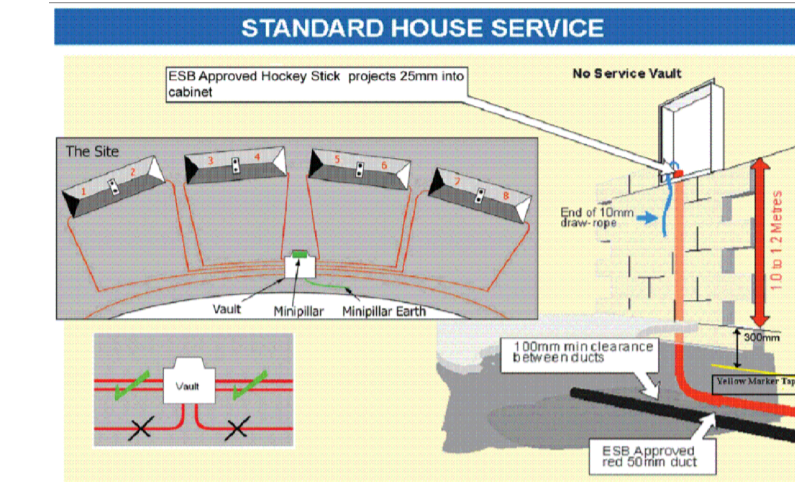 STANDARD HOUSE SERVICE
ESB Approved Hockey Stick projects 25mm into
cabinet
No Service Vault
The Site
1 2
3 4
5 6
7 8
Vault
Minipillar
Minipillar Earth
End of 10mm
draw-rope
1.0 to 1.2 Metres
300mm
100mm min clearance
between ducts
Yellow Marker Tap
Vault
ESB Approved
red 50mm duct